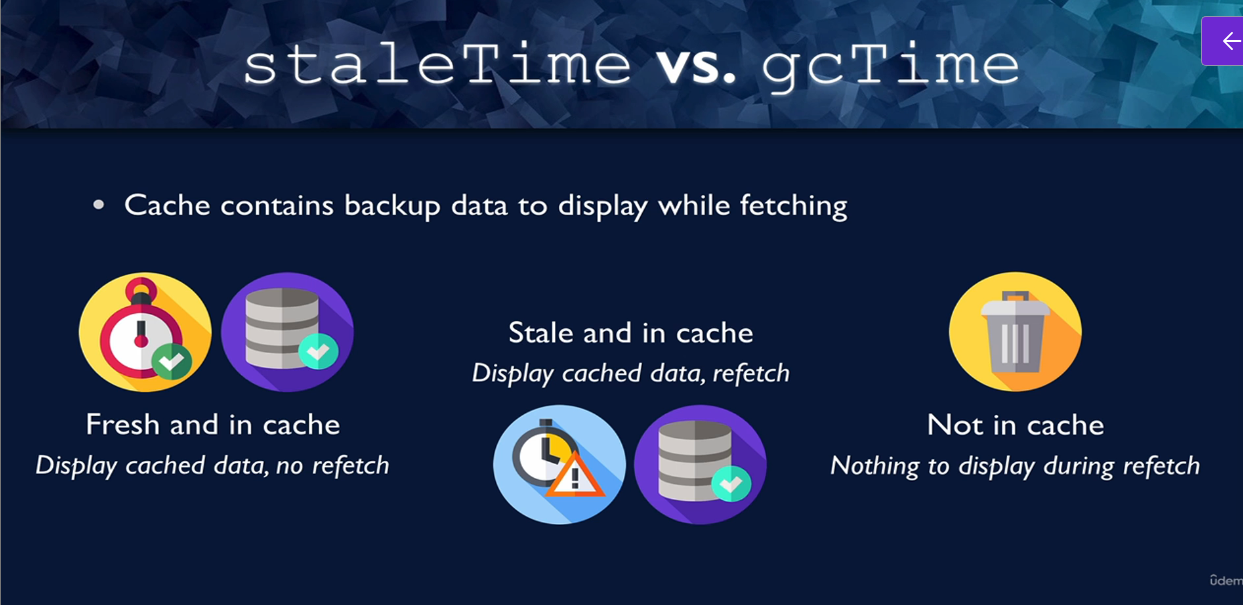 staleTime vs. gcTime
• Cache contains backup data to display while fetching
Fresh and in cache
Display cached data, no refetch
Stale and in cache
Display cached data, refetch
Not in cache
Nothing to display during refetch
ûdem